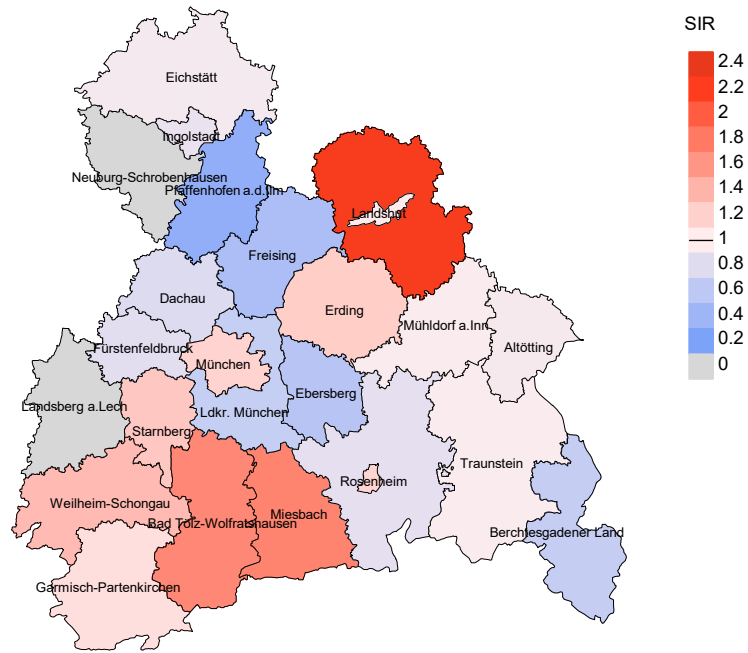 SIR
2.4
2.2
2
1.8
1.6
1.4
1.2
1
0.8
0.6
0.4
0.2
0
Eichstätt
Ingolstadt
Neuburg-Schrobenhausen
Pfaffenhofen a.d.Ilm
Landshut
Freising
Dachau
Erding
Mühldorf a.Inn
Altötting
Fürstenfeldbruck
München
Ebersberg
Landsberg a.Lech
Ldkr. München
Starnberg
Traunstein
Rosenheim
Weilheim-Schongau
Miesbach
Bad Tölz-Wolfratshausen
Berchtesgadener Land
Garmisch-Partenkirchen